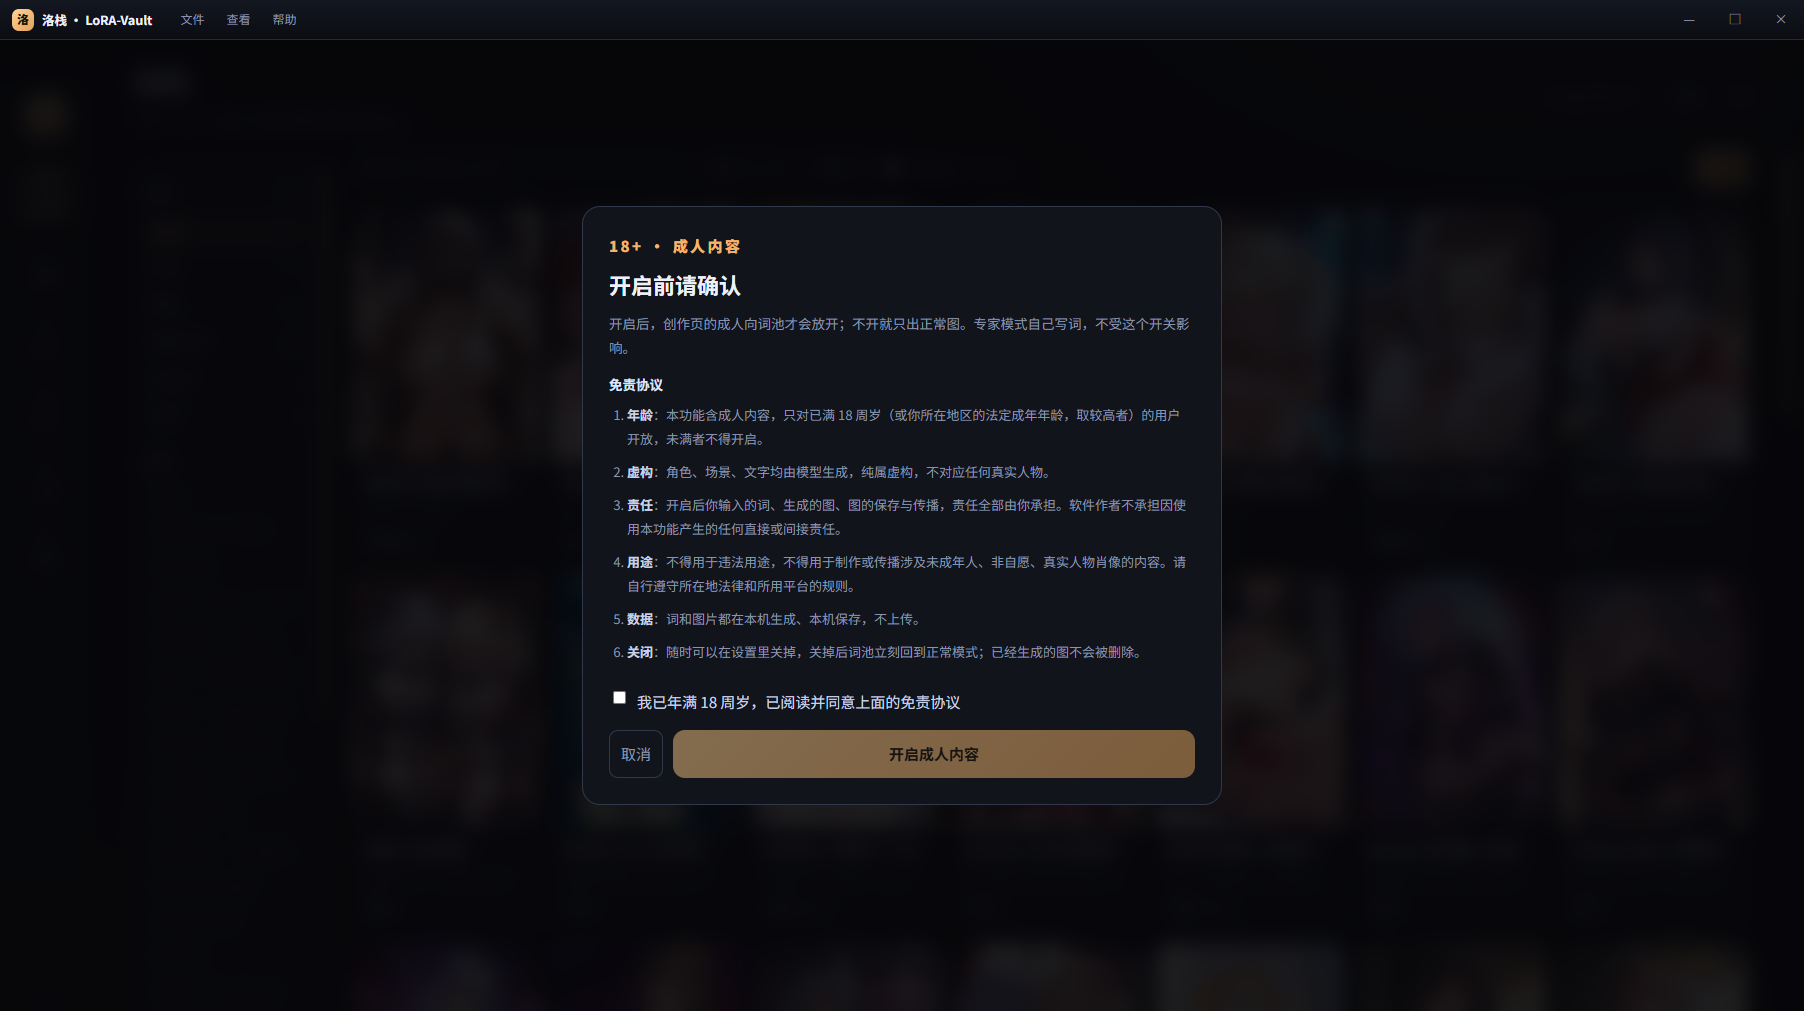 洛 洛栈 · LoRA-Vault 文件 查看 帮助
18+ · 成人内容
开启前请确认
开启后，创作页的成人向词池才会放开；不开就只出正常图。专家模式自己写词，不受这个开关影
响。
免责协议
1. 年龄：本功能含成人内容，只对已满 18 周岁（或你所在地区的法定成年年龄，取较高者）的用户
开放，未满者不得开启。
2. 虚构：角色、场景、文字均由模型生成，纯属虚构，不对应任何真实人物。
3. 责任：开启后你输入的词、生成的图、图的保存与传播，责任全部由你承担。软件作者不承担因使
用本功能产生的任何直接或间接责任。
4. 用途：不得用于违法用途，不得用于制作或传播涉及未成年人、非自愿、真实人物肖像的内容。请
自行遵守所在地法律和所用平台的规则。
5. 数据：词和图片都在本机生成、本机保存，不上传。
6. 关闭：随时可以在设置里关掉，关掉后词池立刻回到正常模式；已经生成的图不会被删除。
我已年满 18 周岁，已阅读并同意上面的免责协议
取消 开启成人内容